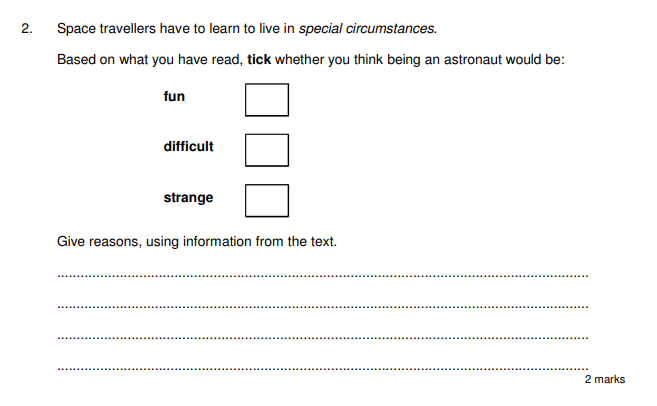 2. Space travellers have to learn to live in special circumstances.
Based on what you have read, tick whether you think being an astronaut would be:
fun
difficult
strange
Give reasons, using information from the text.
................................................................................................................................................
................................................................................................................................................
................................................................................................................................................
................................................................................................................................................
2 marks